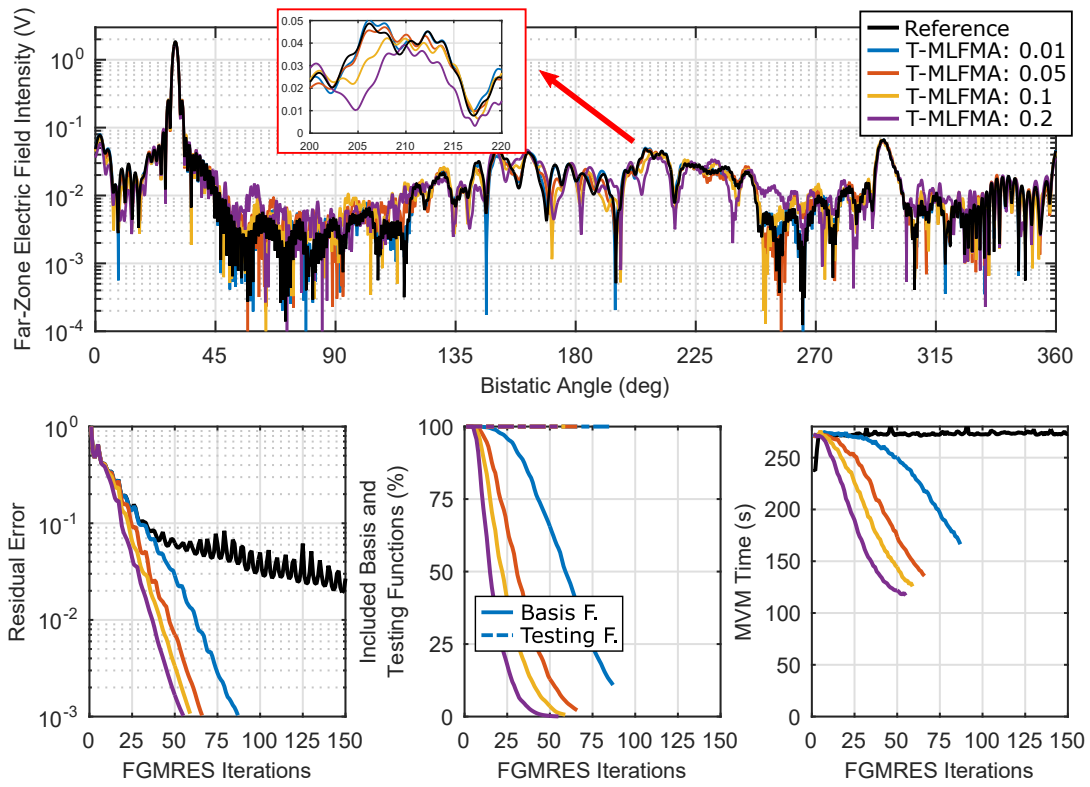 Far-Zone Electric Field Intensity (V)
10^0
10^-1
10^-2
10^-3
10^-4
0.05
0.04
0.03
0.02
0.01
0
200 205 210 215 220
Reference
T-MLFMA: 0.01
T-MLFMA: 0.05
T-MLFMA: 0.1
T-MLFMA: 0.2
0 45 90 135 180 225 270 315 360
Bistatic Angle (deg)
Residual Error
10^0
10^-1
10^-2
10^-3
0 25 50 75 100 125 150
FGMRES Iterations
Included Basis and
Testing Functions (%)
100
75
50
25
0
Basis F.
Testing F.
0 25 50 75 100 125 150
FGMRES Iterations
MVM Time (s)
250
200
150
100
50
0
0 25 50 75 100 125 150
FGMRES Iterations